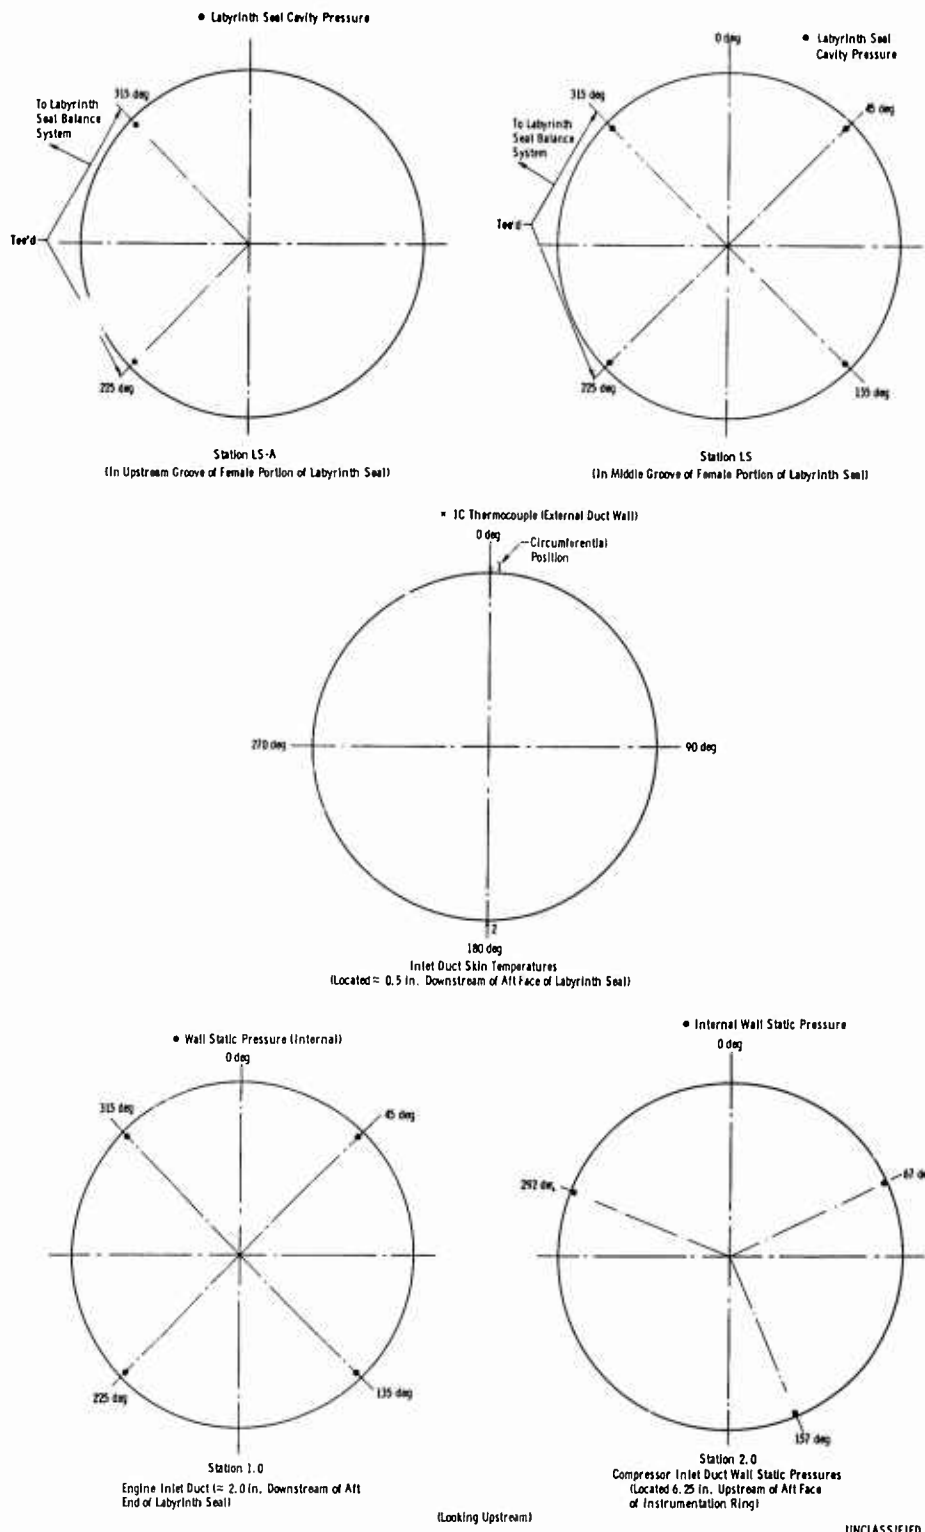 ● Labyrinth Seal Cavity Pressure
315 deg
To Labyrinth
Seal Balance
System
Tee'd
225 deg
Station LS-A
(In Upstream Groove of Female Portion of Labyrinth Seal)
0 deg
● Labyrinth Seal
Cavity Pressure
315 deg
45 deg
To Labyrinth
Seal Balance
System
Tee'd
225 deg
135 deg
Station LS
(In Middle Groove of Female Portion of Labyrinth Seal)
× IC Thermocouple (External Duct Wall)
0 deg
Circumferential
Position
1
270 deg
90 deg
2
180 deg
Inlet Duct Skin Temperatures
(Located ≈ 0.5 in. Downstream of Aft Face of Labyrinth Seal)
● Wall Static Pressure (Internal)
0 deg
315 deg
45 deg
225 deg
135 deg
Station 1.0
Engine Inlet Duct (≈ 2.0 in. Downstream of Aft
End of Labyrinth Seal)
● Internal Wall Static Pressure
0 deg
292 deg
67 de
157 deg
Station 2.0
Compressor Inlet Duct Wall Static Pressures
(Located 6.25 in. Upstream of Aft Face
of Instrumentation Ring)
(Looking Upstream)
UNCLASSIFIED